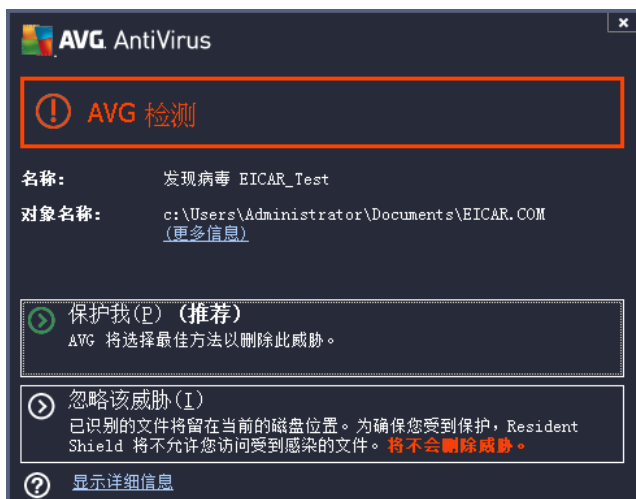 AVG. AntiVirus
AVG 检测
名称: 发现病毒 EICAR_Test
对象名称: c:\Users\Administrator\Documents\EICAR.COM
(更多信息)
保护我(P) (推荐)
AVG 将选择最佳方法以删除此威胁。
忽略该威胁(I)
已识别的文件将留在当前的磁盘位置。为确保您受到保护,Resident
Shield 将不允许您访问受到感染的文件。将不会删除威胁。
显示详细信息